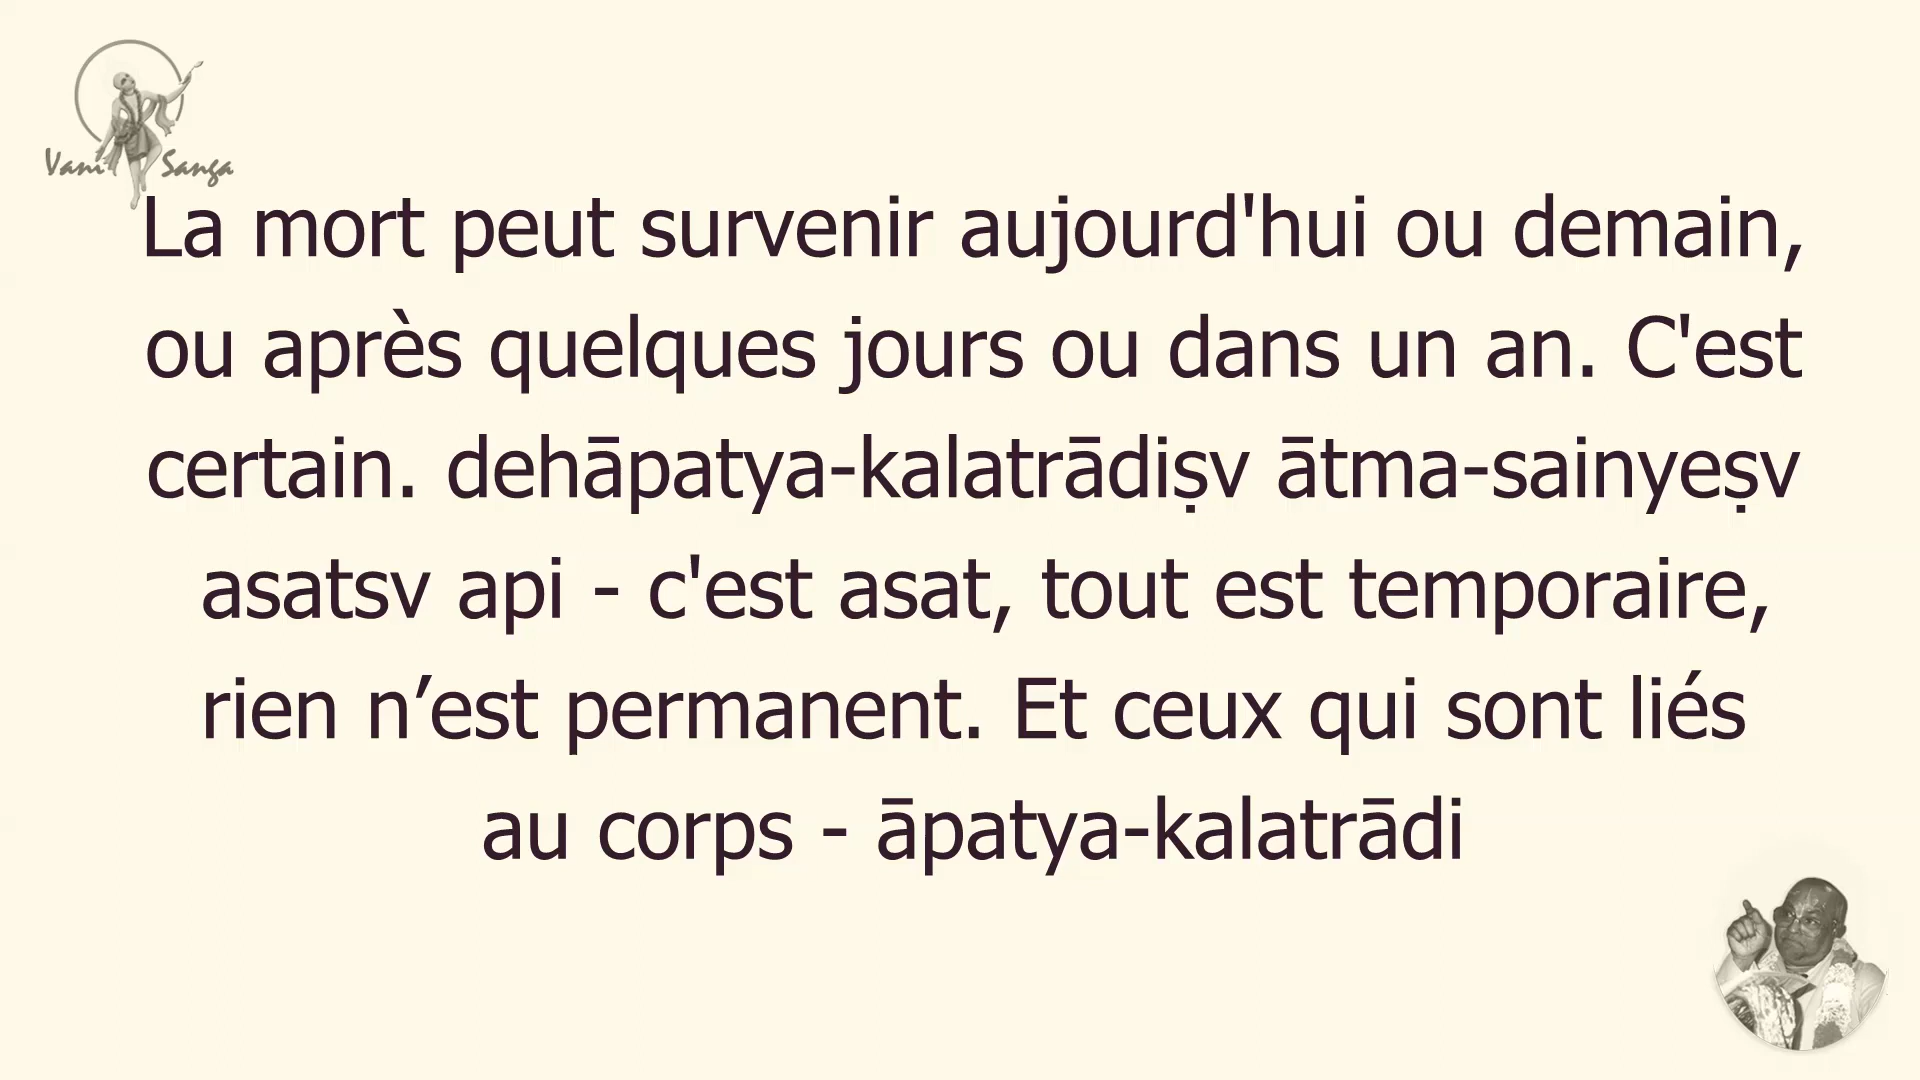 Vani Sanga
La mort peut survenir aujourd'hui ou demain,
ou après quelques jours ou dans un an. C'est
certain. dehāpatya-kalatrādiṣv ātma-sainyeṣv
asatsv api - c'est asat, tout est temporaire,
rien n’est permanent. Et ceux qui sont liés
au corps - āpatya-kalatrādi